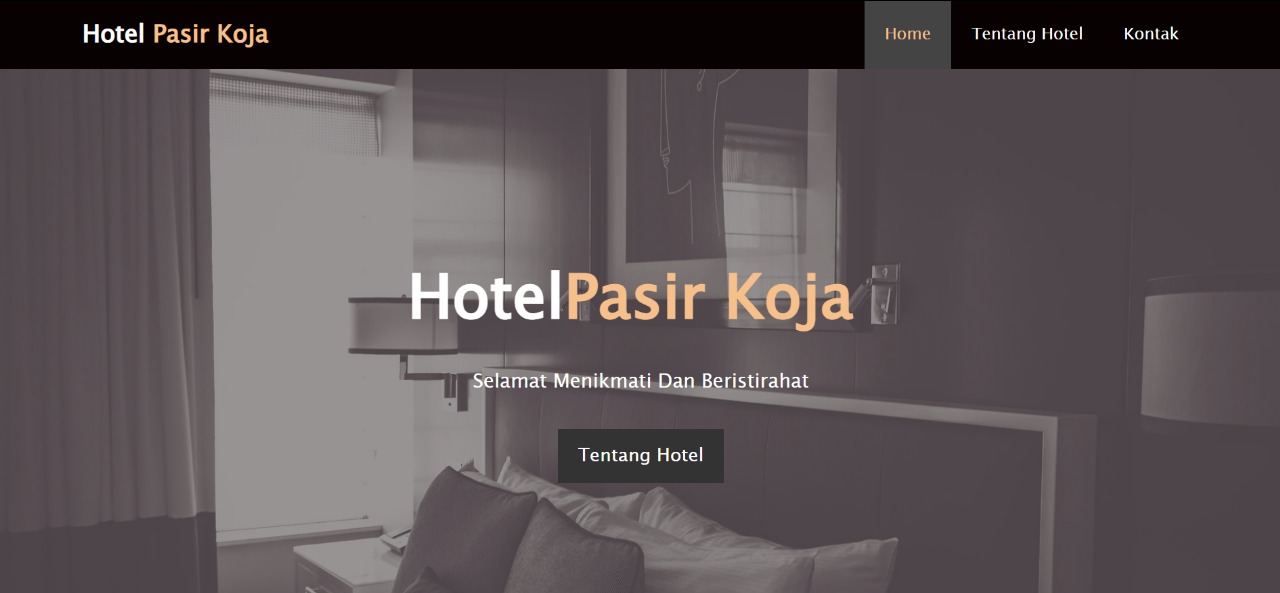 Hotel Pasir Koja
Home Tentang Hotel Kontak
HotelPasir Koja
Selamat Menikmati Dan Beristirahat
Tentang Hotel